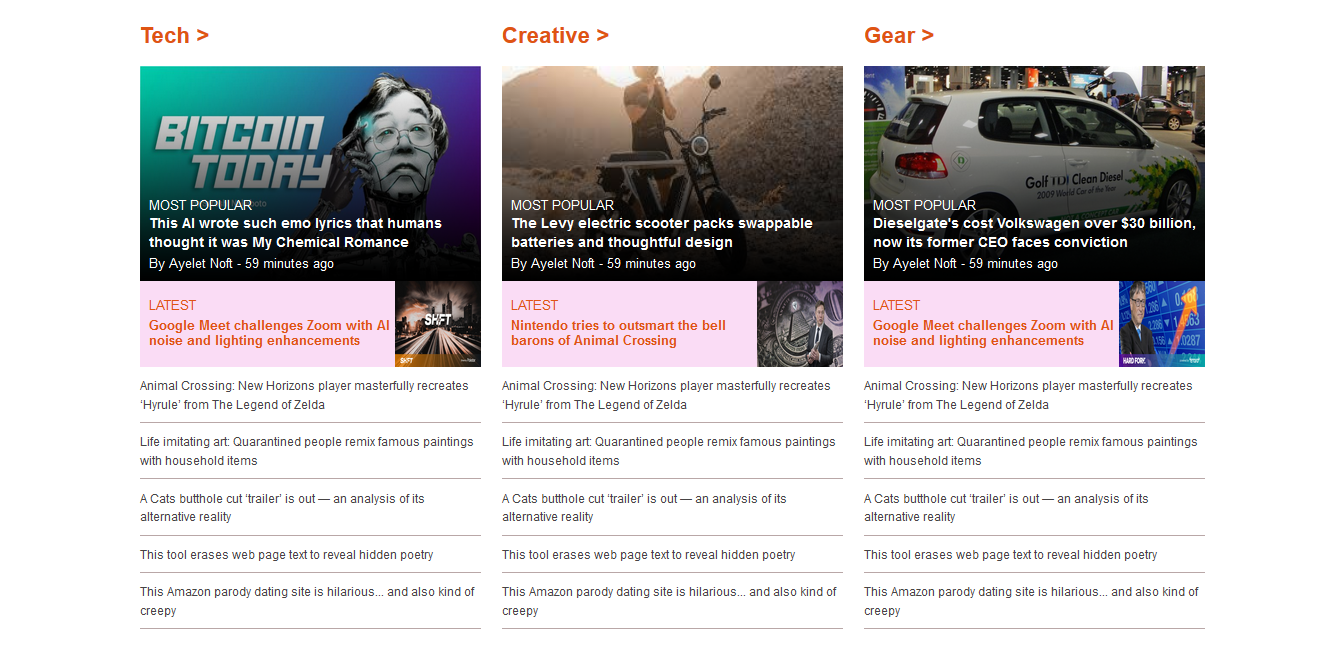 Tech >
BITCOIN
TODAY
MOST POPULAR
This AI wrote such emo lyrics that humans
thought it was My Chemical Romance
By Ayelet Noft - 59 minutes ago
LATEST
Google Meet challenges Zoom with AI
noise and lighting enhancements
SHIFT
SHIFT
Animal Crossing: New Horizons player masterfully recreates
‘Hyrule’ from The Legend of Zelda
Life imitating art: Quarantined people remix famous paintings
with household items
A Cats butthole cut ‘trailer’ is out — an analysis of its
alternative reality
This tool erases web page text to reveal hidden poetry
This Amazon parody dating site is hilarious... and also kind of
creepy
Creative >
MOST POPULAR
The Levy electric scooter packs swappable
batteries and thoughtful design
By Ayelet Noft - 59 minutes ago
LATEST
Nintendo tries to outsmart the bell
barons of Animal Crossing
Animal Crossing: New Horizons player masterfully recreates
‘Hyrule’ from The Legend of Zelda
Life imitating art: Quarantined people remix famous paintings
with household items
A Cats butthole cut ‘trailer’ is out — an analysis of its
alternative reality
This tool erases web page text to reveal hidden poetry
This Amazon parody dating site is hilarious... and also kind of
creepy
Gear >
Golf TDI Clean Diesel
2009 World Car of the Year
MOST POPULAR
Dieselgate's cost Volkswagen over $30 billion,
now its former CEO faces conviction
By Ayelet Noft - 59 minutes ago
LATEST
Google Meet challenges Zoom with AI
noise and lighting enhancements
HARD FORK
Animal Crossing: New Horizons player masterfully recreates
‘Hyrule’ from The Legend of Zelda
Life imitating art: Quarantined people remix famous paintings
with household items
A Cats butthole cut ‘trailer’ is out — an analysis of its
alternative reality
This tool erases web page text to reveal hidden poetry
This Amazon parody dating site is hilarious... and also kind of
creepy